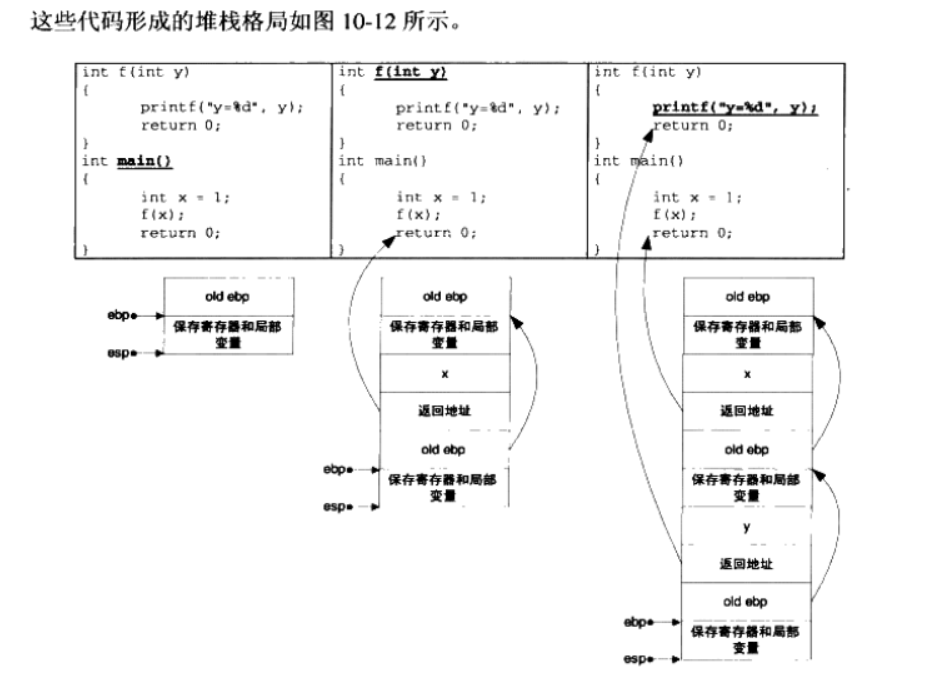 这些代码形成的堆栈格局如图 10-12 所示。
int f(int y)
{
printf("y=%d", y);
return 0;
}
int main()
{
int x = 1;
f(x);
return 0;
}
int f(int y)
{
printf("y=%d", y);
return 0;
}
int main()
{
int x = 1;
f(x);
return 0;
}
int f(int y)
{
printf("y=%d", y);
return 0;
}
int main()
{
int x = 1;
f(x);
return 0;
}
old ebp
ebp
保存寄存器和局部
变量
esp
old ebp
保存寄存器和局部
变量
x
返回地址
old ebp
ebp
保存寄存器和局部
变量
esp
old ebp
保存寄存器和局部
变量
x
返回地址
old ebp
保存寄存器和局部
变量
y
返回地址
old ebp
ebp
保存寄存器和局部
变量
esp